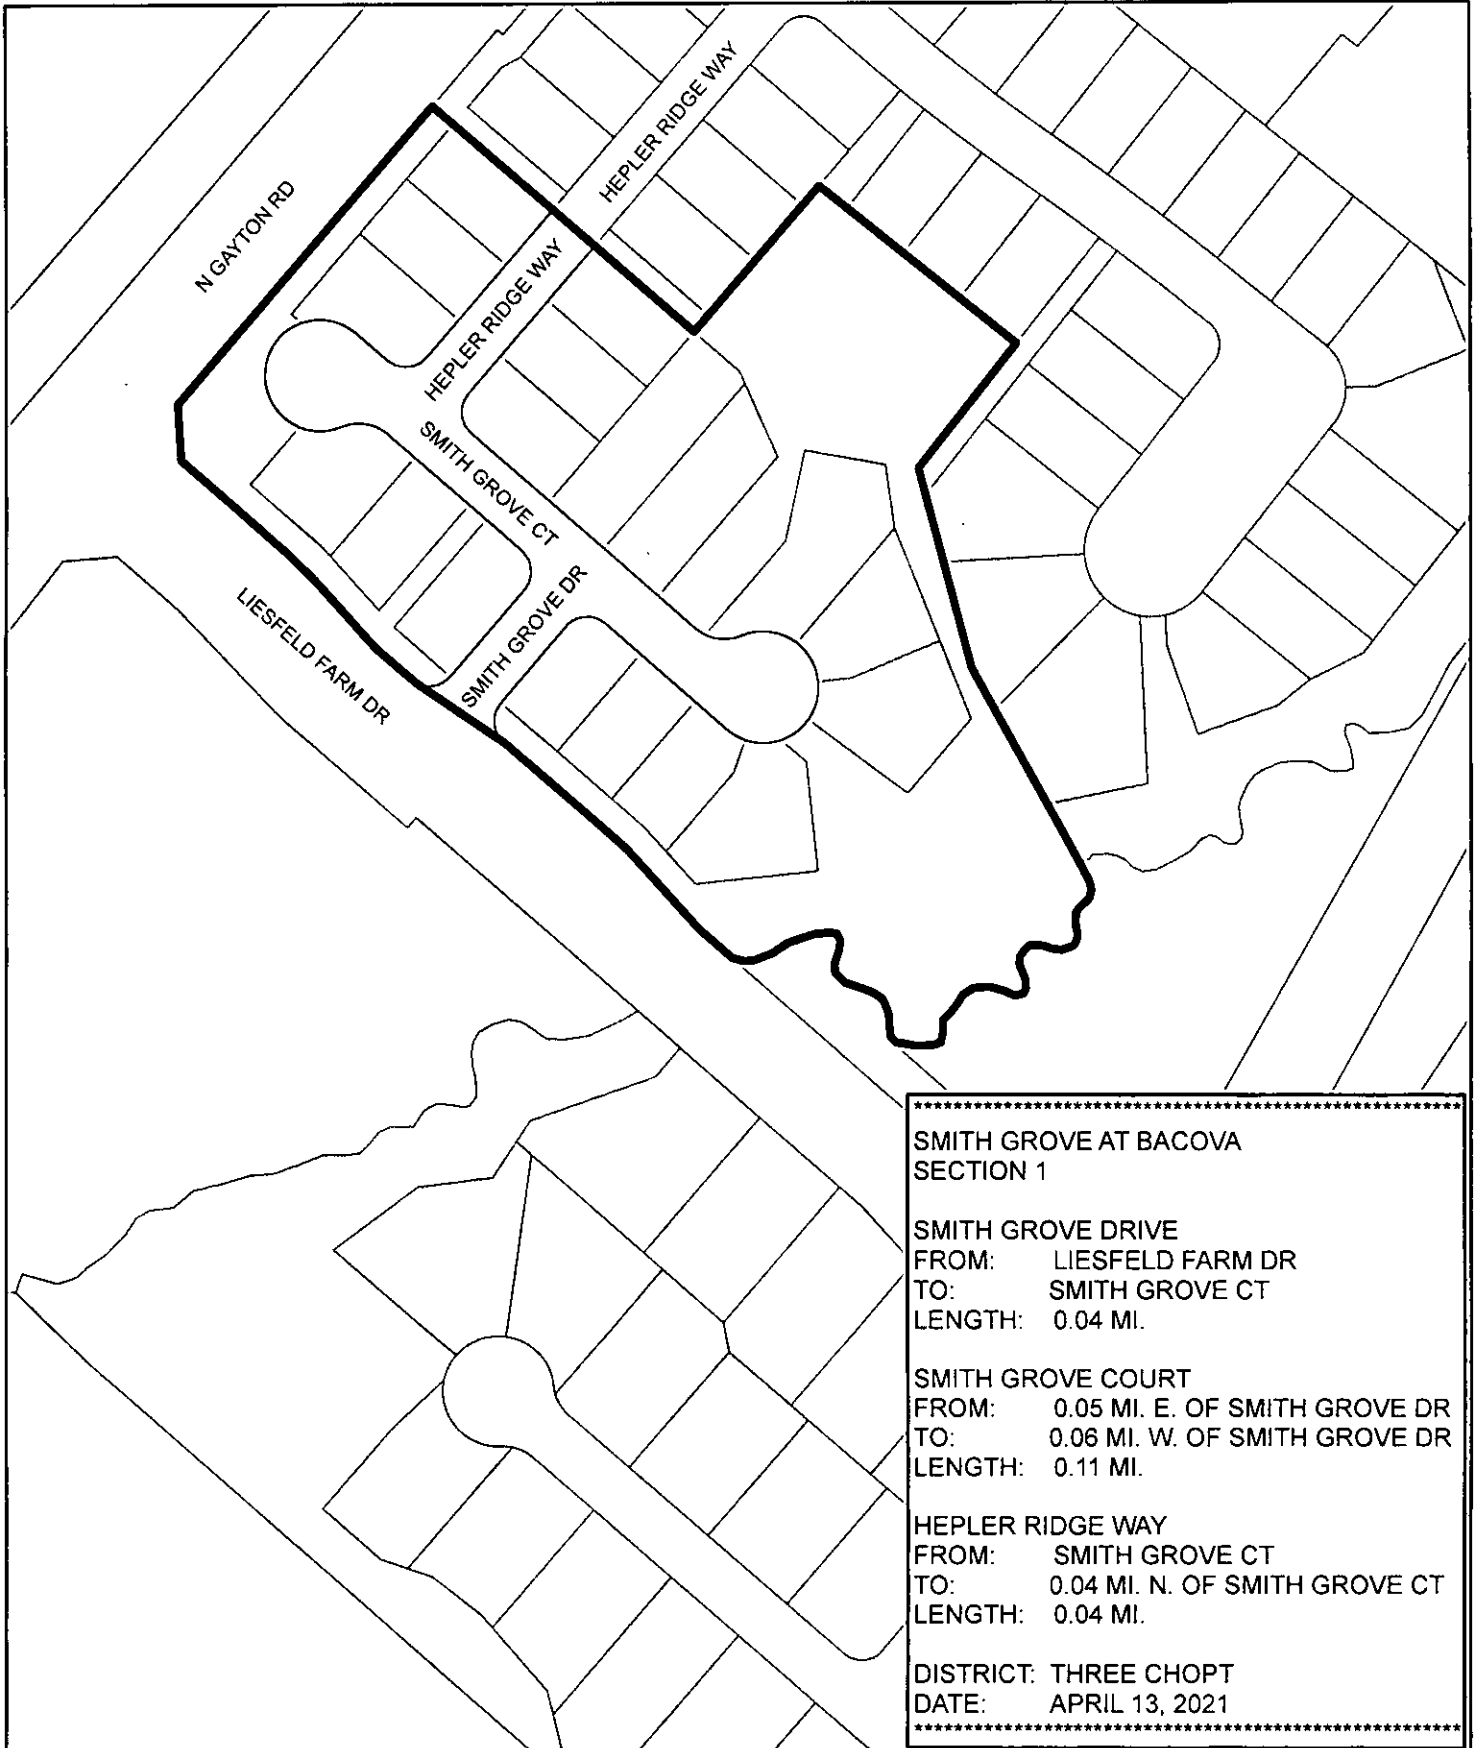 HEPLER RIDGE WAY
N GAYTON RD
HEPLER RIDGE WAY
SMITH GROVE CT
SMITH GROVE DR
LIESFELD FARM DR
SMITH GROVE AT BACOVA
SECTION 1
SMITH GROVE DRIVE
FROM: LIESFELD FARM DR
TO: SMITH GROVE CT
LENGTH: 0.04 MI.
SMITH GROVE COURT
FROM: 0.05 MI. E. OF SMITH GROVE DR
TO: 0.06 MI. W. OF SMITH GROVE DR
LENGTH: 0.11 MI.
HEPLER RIDGE WAY
FROM: SMITH GROVE CT
TO: 0.04 MI. N. OF SMITH GROVE CT
LENGTH: 0.04 MI.
DISTRICT: THREE CHOPT
DATE: APRIL 13, 2021